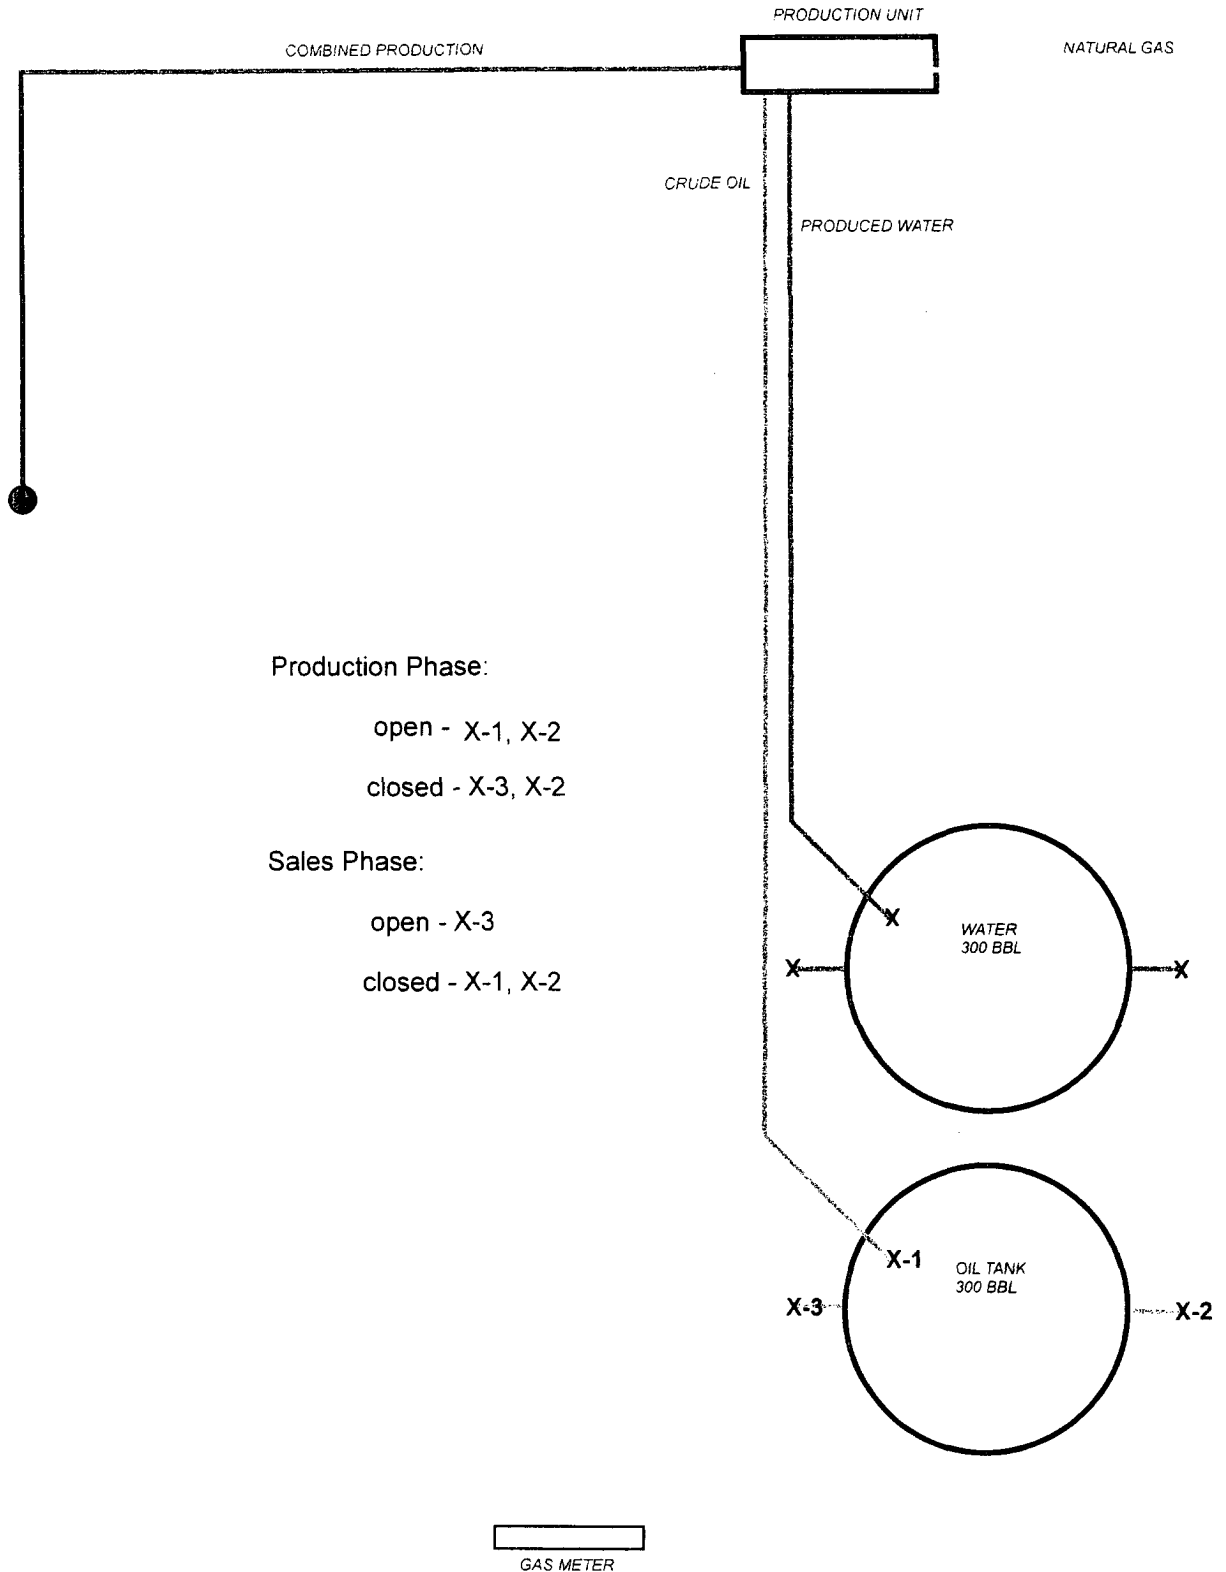 PRODUCTION UNIT
COMBINED PRODUCTION
NATURAL GAS
CRUDE OIL
PRODUCED WATER
Production Phase:
open - X-1, X-2
closed - X-3, X-2
Sales Phase:
open - X-3
closed - X-1, X-2
X
WATER
300 BBL
X
X
X-1
OIL TANK
300 BBL
X-3
X-2
GAS METER